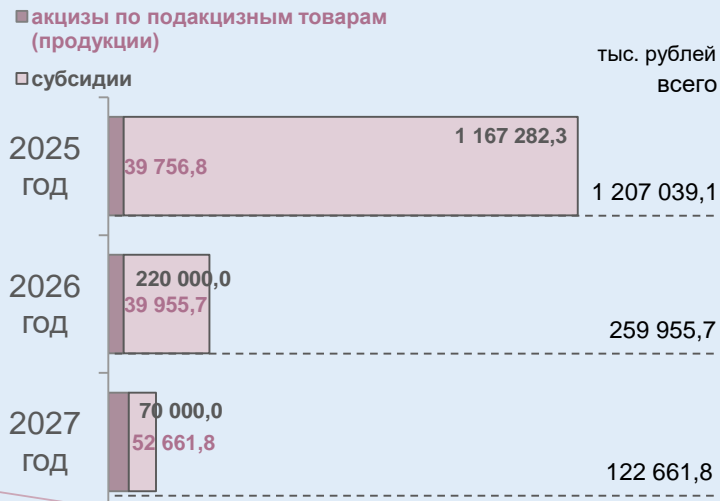 акцизы по подакцизным товарам
(продукции)
субсидии
тыс. рублей
всего
2025
год
1 167 282,3
39 756,8
1 207 039,1
2026
год
220 000,0
39 955,7
259 955,7
2027
год
70 000,0
52 661,8
122 661,8